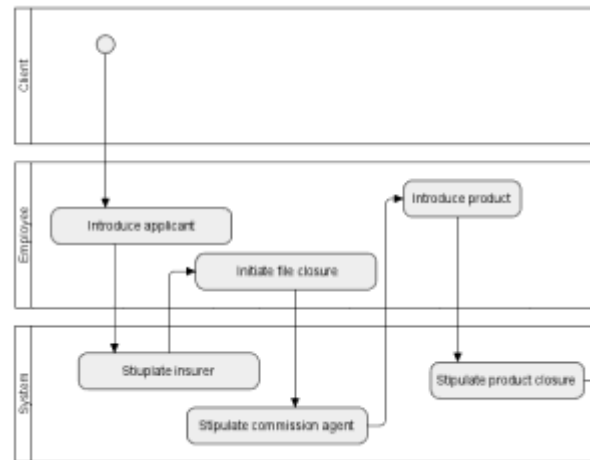 Client
Employee
Introduce applicant
Initiate file closure
Introduce product
System
Stiuplate insurer
Stipulate commission agent
Stipulate product closure